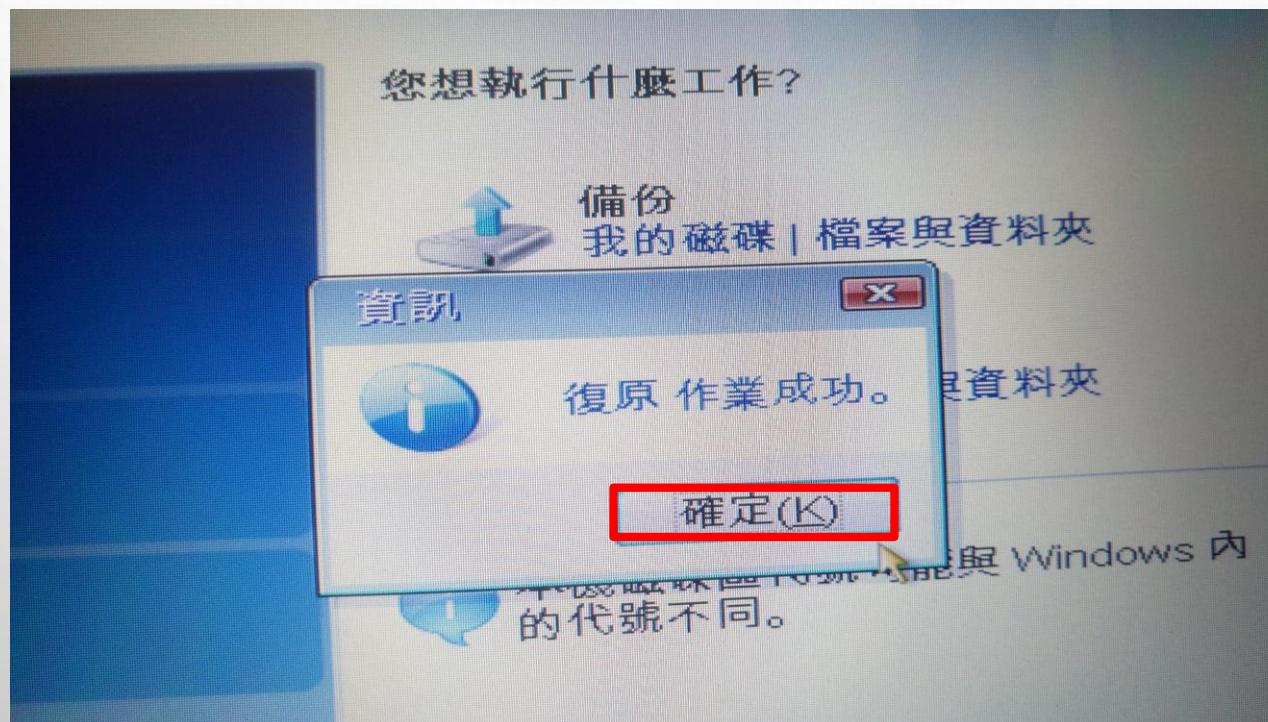 您想執行什麼工作?
備份
我的磁碟 | 檔案與資料夾
資訊
復原 作業成功。
資料夾
確定(K)
與 Windows 內
的代號不同。